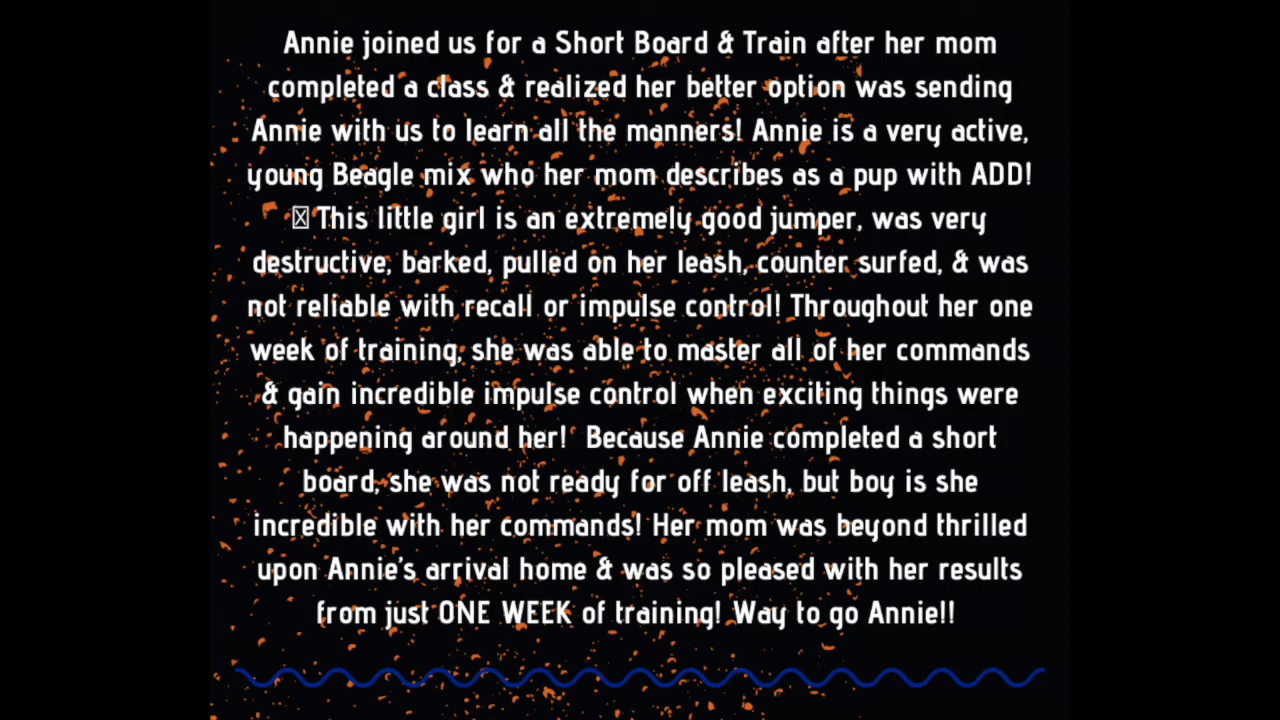 Annie joined us for a Short Board & Train after her mom
completed a class & realized her better option was sending
Annie with us to learn all the manners! Annie is a very active,
young Beagle mix who her mom describes as a pup with ADD!
This little girl is an extremely good jumper, was very
destructive, barked, pulled on her leash, counter surfed, & was
not reliable with recall or impulse control! Throughout her one
week of training, she was able to master all of her commands
& gain incredible impulse control when exciting things were
happening around her!  Because Annie completed a short
board, she was not ready for off leash, but boy is she
incredible with her commands! Her mom was beyond thrilled
upon Annie's arrival home & was so pleased with her results
from just ONE WEEK of training! Way to go Annie!!